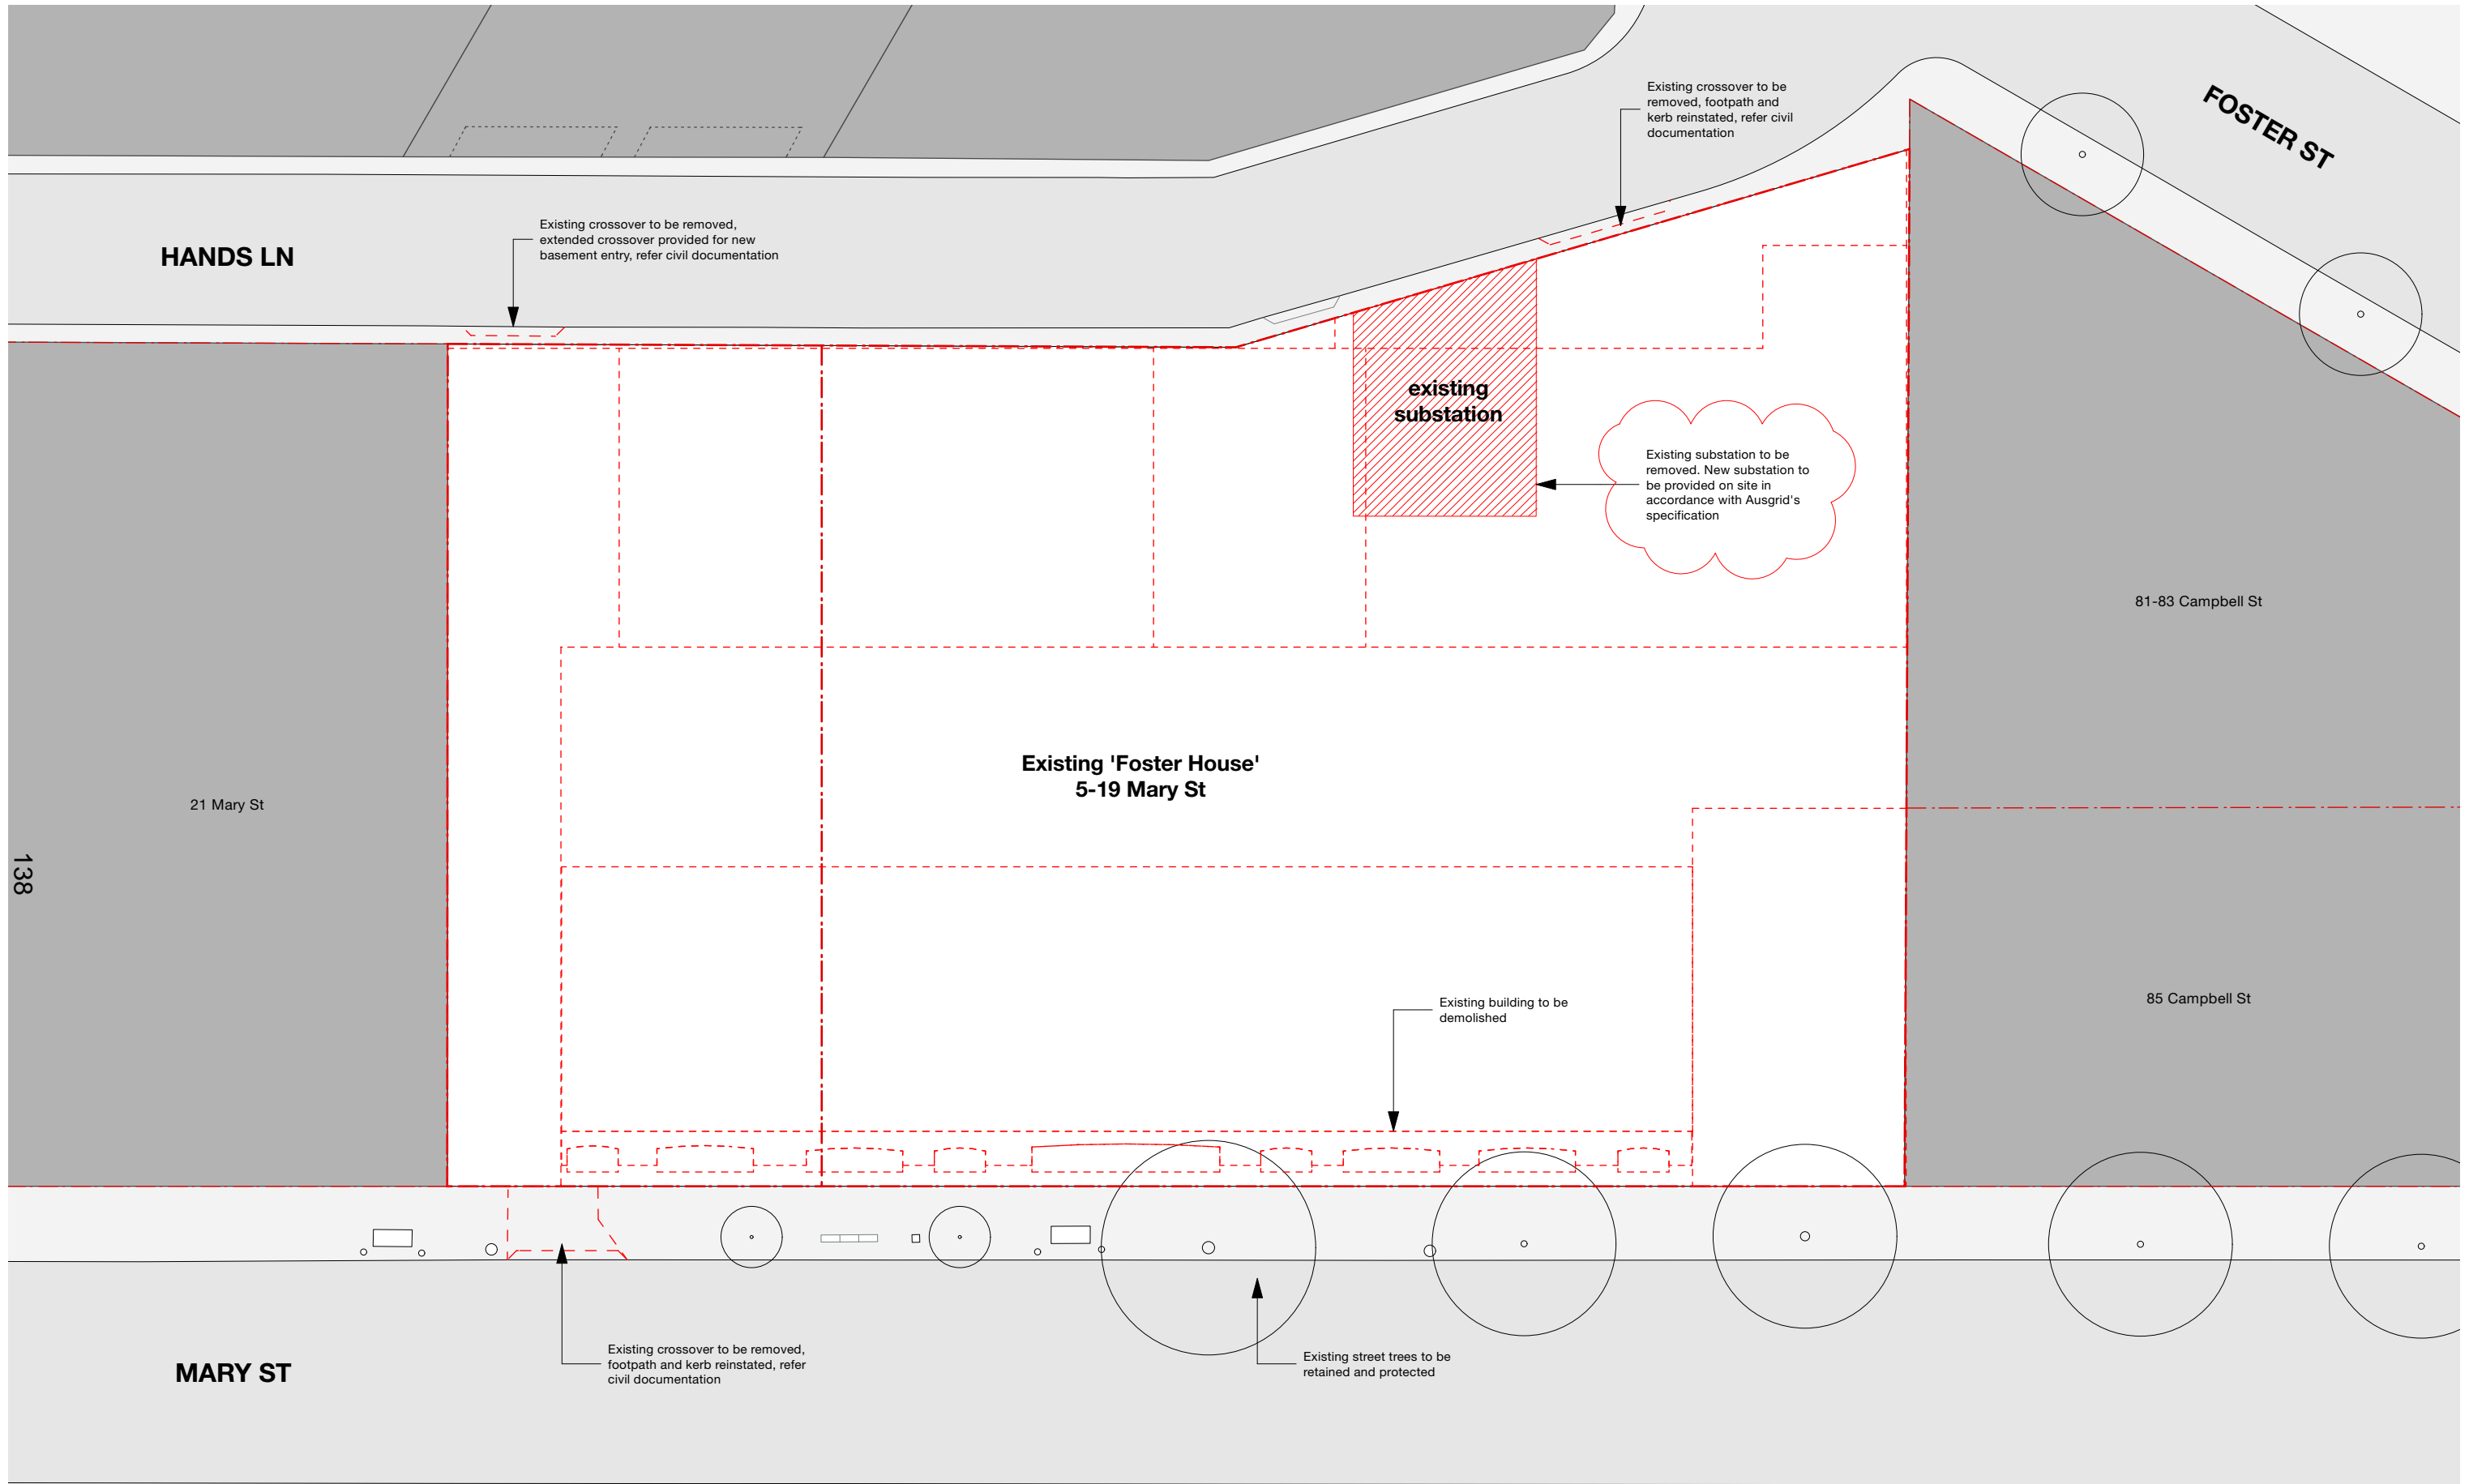 Existing crossover to be
removed, footpath and
kerb reinstated, refer civil
documentation
FOSTER ST
HANDS LN
Existing crossover to be removed,
extended crossover provided for new
basement entry, refer civil documentation
existing
substation
Existing substation to be
removed. New substation to
be provided on site in
accordance with Ausgrid's
specification
81-83 Campbell St
Existing 'Foster House'
5-19 Mary St
21 Mary St
138
85 Campbell St
Existing building to be
demolished
MARY ST
Existing crossover to be removed,
footpath and kerb reinstated, refer
civil documentation
Existing street trees to be
retained and protected